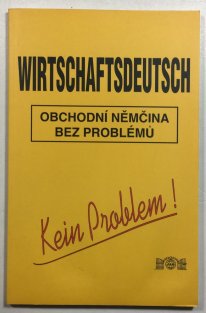 WIRTSCHAFTSDEUTSCH
OBCHODNÍ NĚMČINA
BEZ PROBLÉMŮ
Kein Problem!